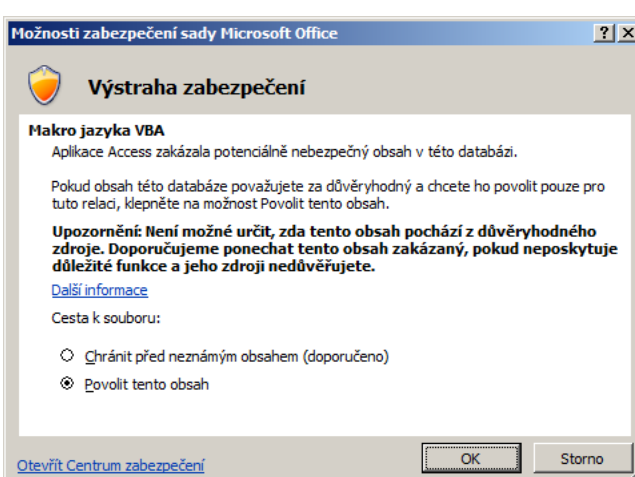 Možnosti zabezpečení sady Microsoft Office
Výstraha zabezpečení
Makro jazyka VBA
Aplikace Access zakázala potenciálně nebezpečný obsah v této databázi.
Pokud obsah této databáze považujete za důvěryhodný a chcete ho povolit pouze pro
tuto relaci, klepněte na možnost Povolit tento obsah.
Upozornění: Není možné určit, zda tento obsah pochází z důvěryhodného
zdroje. Doporučujeme ponechat tento obsah zakázaný, pokud neposkytuje
důležité funkce a jeho zdroji nedůvěřujete.
Další informace
Cesta k souboru:
Chránit před neznámým obsahem (doporučeno)
Povolit tento obsah
Otevřít Centrum zabezpečení
OK
Storno